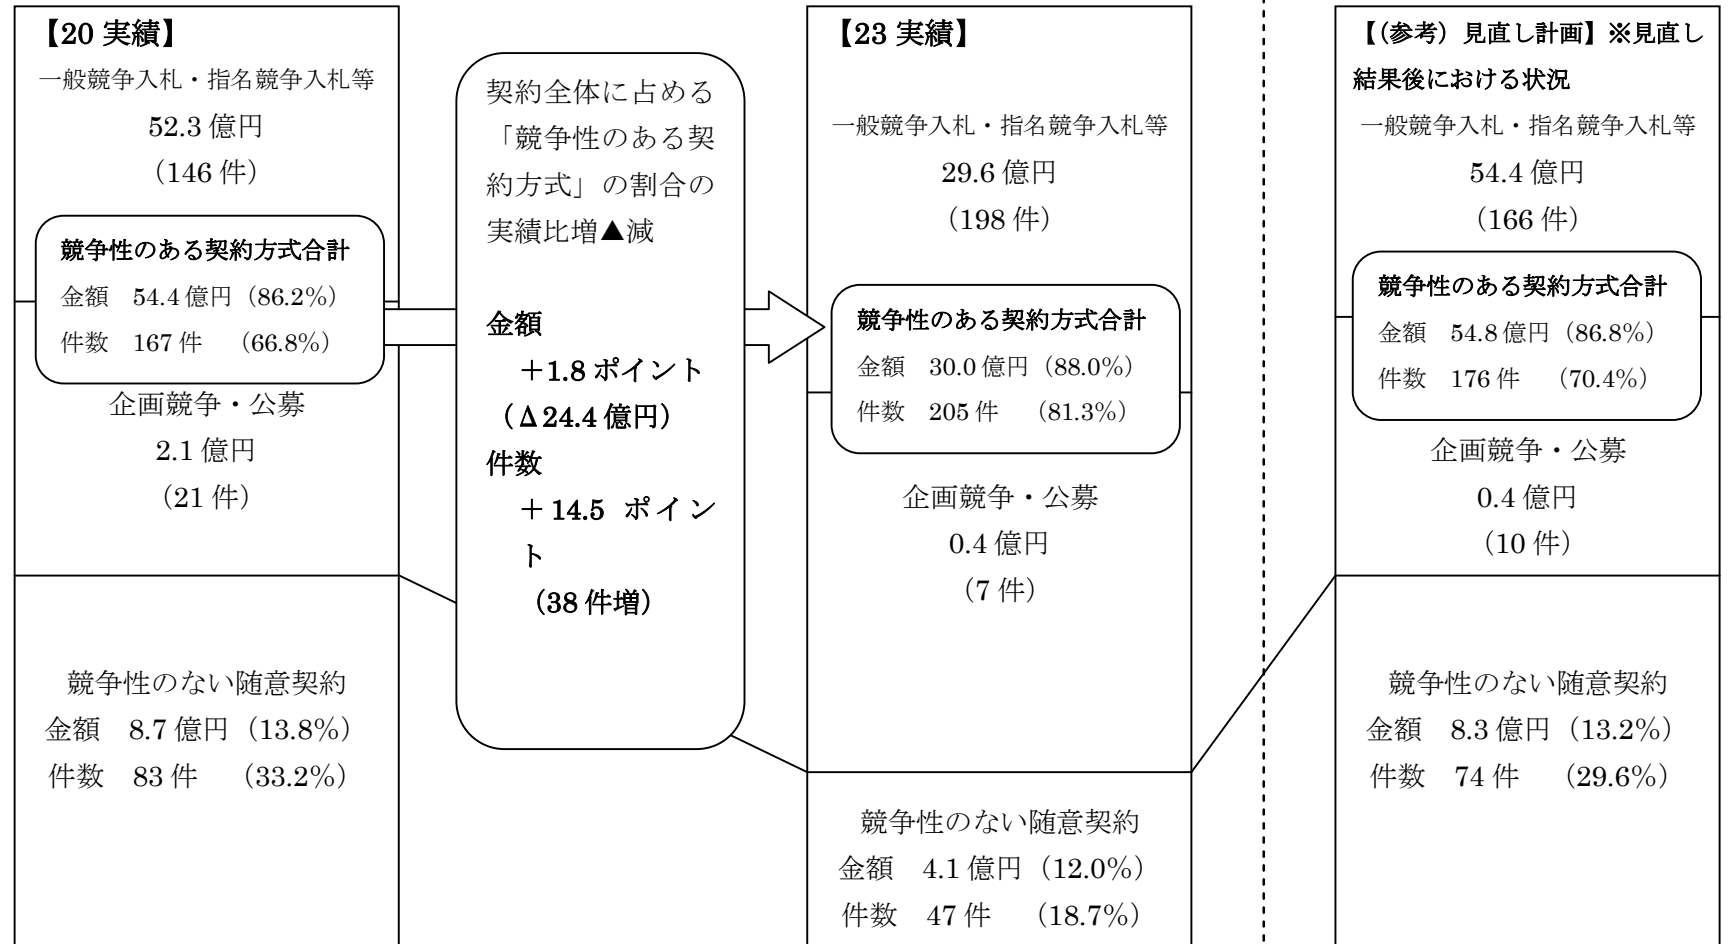 【20 実績】
一般競争入札・指名競争入札等
52.3 億円
（146 件）
競争性のある契約方式合計
金額　54.4 億円（86.2%）
件数　167 件　（66.8%）
企画競争・公募
2.1 億円
（21 件）
競争性のない随意契約
金額　8.7 億円（13.8%）
件数　83 件　（33.2%）
契約全体に占める
「競争性のある契
約方式」の割合の
実績比増▲減
金額
＋1.8 ポイント
（Δ24.4 億円）
件数
＋14.5 ポイン
ト
（38 件増）
【23 実績】
一般競争入札・指名競争入札等
29.6 億円
（198 件）
競争性のある契約方式合計
金額　30.0 億円（88.0%）
件数　205 件　（81.3%）
企画競争・公募
0.4 億円
（7 件）
競争性のない随意契約
金額　4.1 億円（12.0%）
件数　47 件　（18.7%）
【（参考）見直し計画】※見直し
結果後における状況
一般競争入札・指名競争入札等
54.4 億円
（166 件）
競争性のある契約方式合計
金額　54.8 億円（86.8%）
件数　176 件　（70.4%）
企画競争・公募
0.4 億円
（10 件）
競争性のない随意契約
金額　8.3 億円（13.2%）
件数　74 件　（29.6%）